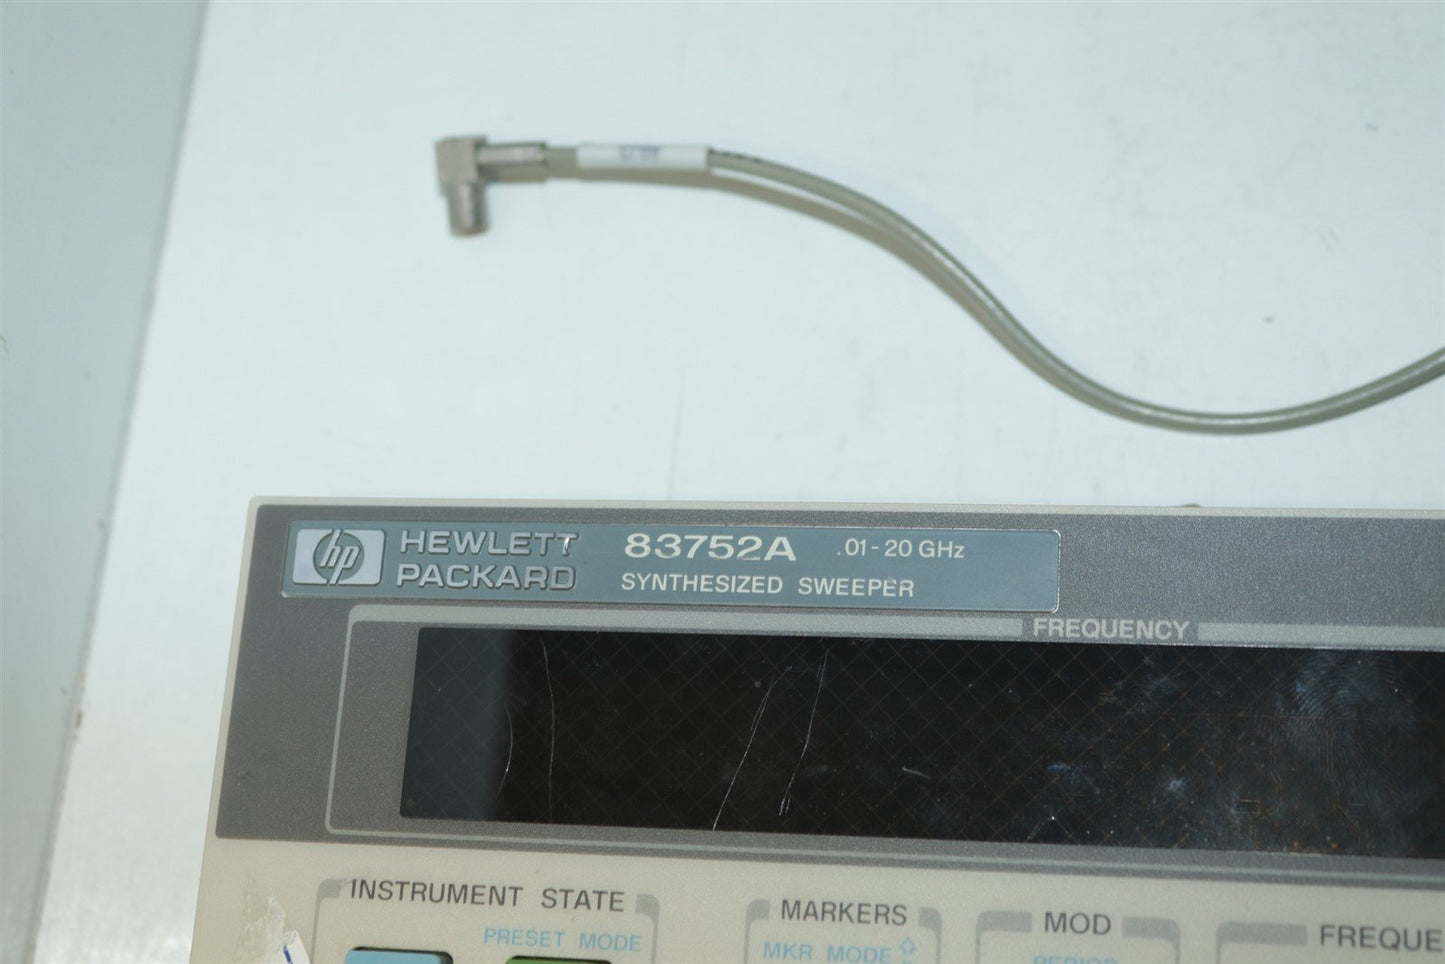 hp HEWLETT PACKARD
83752A .01-20 GHz
SYNTHESIZED SWEEPER
FREQUENCY
INSTRUMENT STATE
PRESET MODE
MARKERS
MKR MODE
MOD
PERIOD
FREQUE